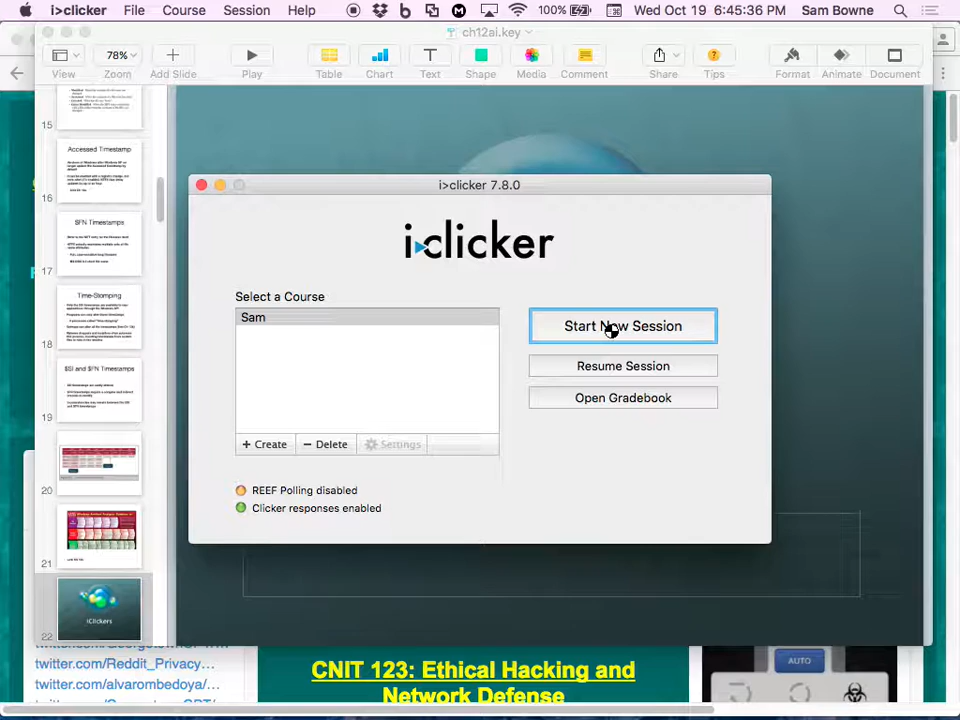 i>clicker File Course Session Help 100% Wed Oct 19 6:45:36 PM Sam Bowne
ch12ai.key
78%
View Zoom Add Slide Play Table Chart Text Shape Media Comment Share Tips Format Animate Document
15
Accessed Timestamp
16
$FN Timestamps
17
Time-Stomping
18
$SI and $FN Timestamps
19
20
21
iClickers
22
i>clicker 7.8.0
i clicker
Select a Course
Sam
Start New Session
Resume Session
Open Gradebook
+ Create
− Delete
Settings
REEF Polling disabled
Clicker responses enabled
twitter.com/Reddit_Privacy...
twitter.com/alvarombedoya/...
CNIT 123: Ethical Hacking and
Network Defense
AUTO